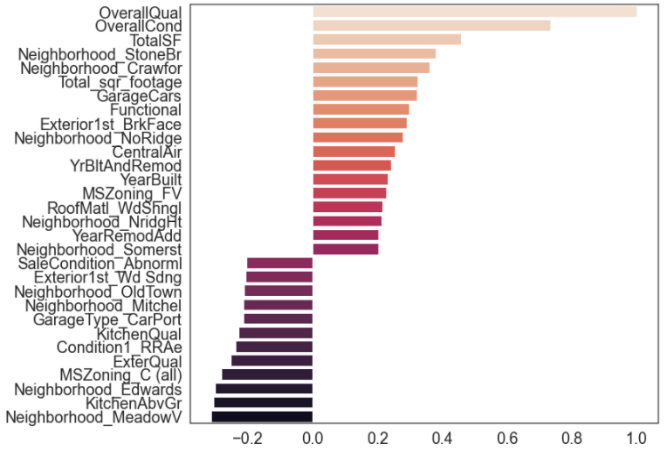 OverallQual
OverallCond
TotalSF
Neighborhood_StoneBr
Neighborhood_Crawfor
Total_sqr_footage
GarageCars
Functional
Exterior1st_BrkFace
Neighborhood_NoRidge
CentralAir
YrBltAndRemod
YearBuilt
MSZoning_FV
RoofMatl_WdShngl
Neighborhood_NridgHt
YearRemodAdd
Neighborhood_Somerst
SaleCondition_Abnorml
Exterior1st_Wd Sdng
Neighborhood_OldTown
Neighborhood_Mitchel
GarageType_CarPort
KitchenQual
Condition1_RRAe
ExterQual
MSZoning_C (all)
Neighborhood_Edwards
KitchenAbvGr
Neighborhood_MeadowV
−0.2 0.0 0.2 0.4 0.6 0.8 1.0